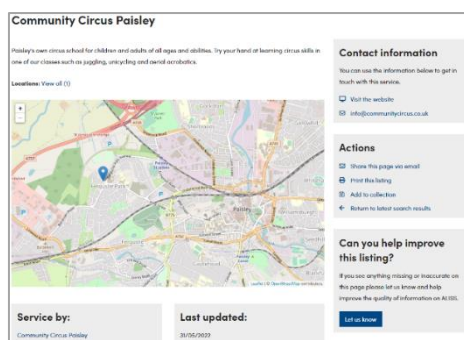 Community Circus Paisley
Paisley's own circus school for children and adults of all ages and abilities. Try your hand at learning circus skills in
one of our classes such as juggling, unicycling and aerial acrobatics.
Locations: View all (1)
+
Paisley
Service by:
Community Circus Paisley
Last updated:
31/05/2022
Contact information
You can use the information below to get in
touch with this service.
Visit the website
info@communitycircus.co.uk
Actions
Share this page via email
Print this listing
Add to collection
Return to latest search results
Can you help improve
this listing?
If you see anything missing or inaccurate on
this page please let us know and help
improve the quality of information on ALISS.
Let us know